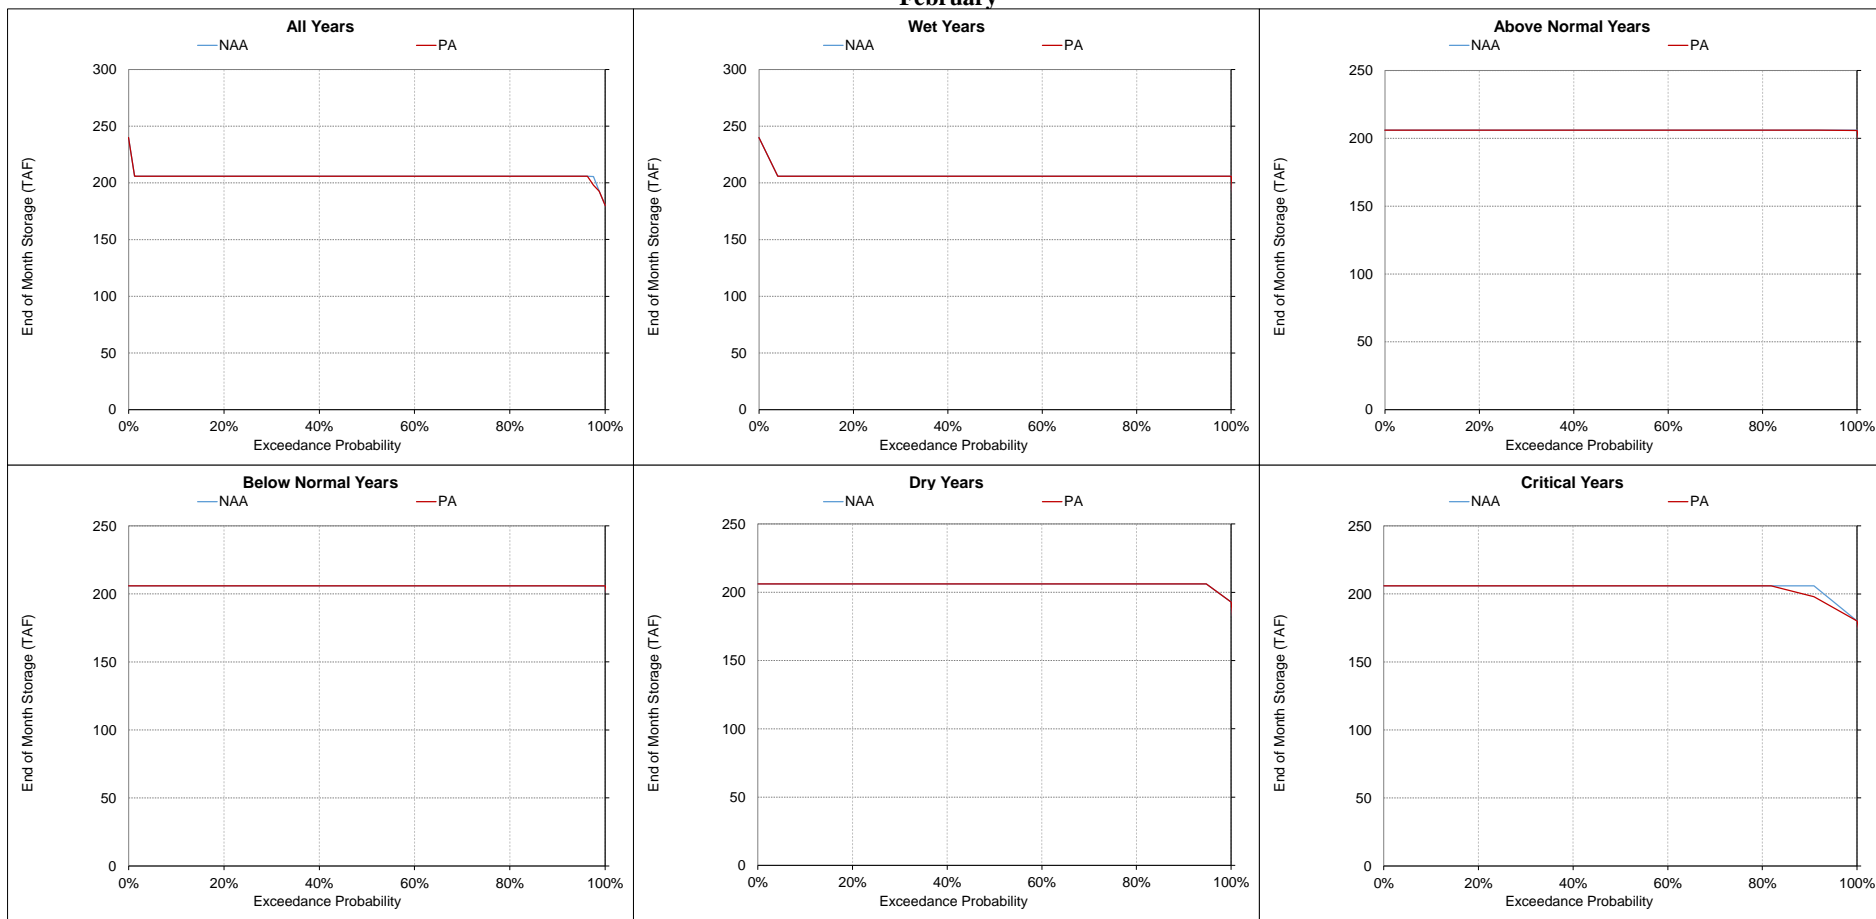 February
All Years
NAA PA
300
250
200
150
100
50
0
0% 20% 40% 60% 80% 100%
Exceedance Probability
End of Month Storage (TAF)
Wet Years
NAA PA
300
250
200
150
100
50
0
0% 20% 40% 60% 80% 100%
Exceedance Probability
End of Month Storage (TAF)
Above Normal Years
NAA PA
250
200
150
100
50
0
0% 20% 40% 60% 80% 100%
Exceedance Probability
End of Month Storage (TAF)
Below Normal Years
NAA PA
250
200
150
100
50
0
0% 20% 40% 60% 80% 100%
Exceedance Probability
End of Month Storage (TAF)
Dry Years
NAA PA
250
200
150
100
50
0
0% 20% 40% 60% 80% 100%
Exceedance Probability
End of Month Storage (TAF)
Critical Years
NAA PA
250
200
150
100
50
0
0% 20% 40% 60% 80% 100%
Exceedance Probability
End of Month Storage (TAF)